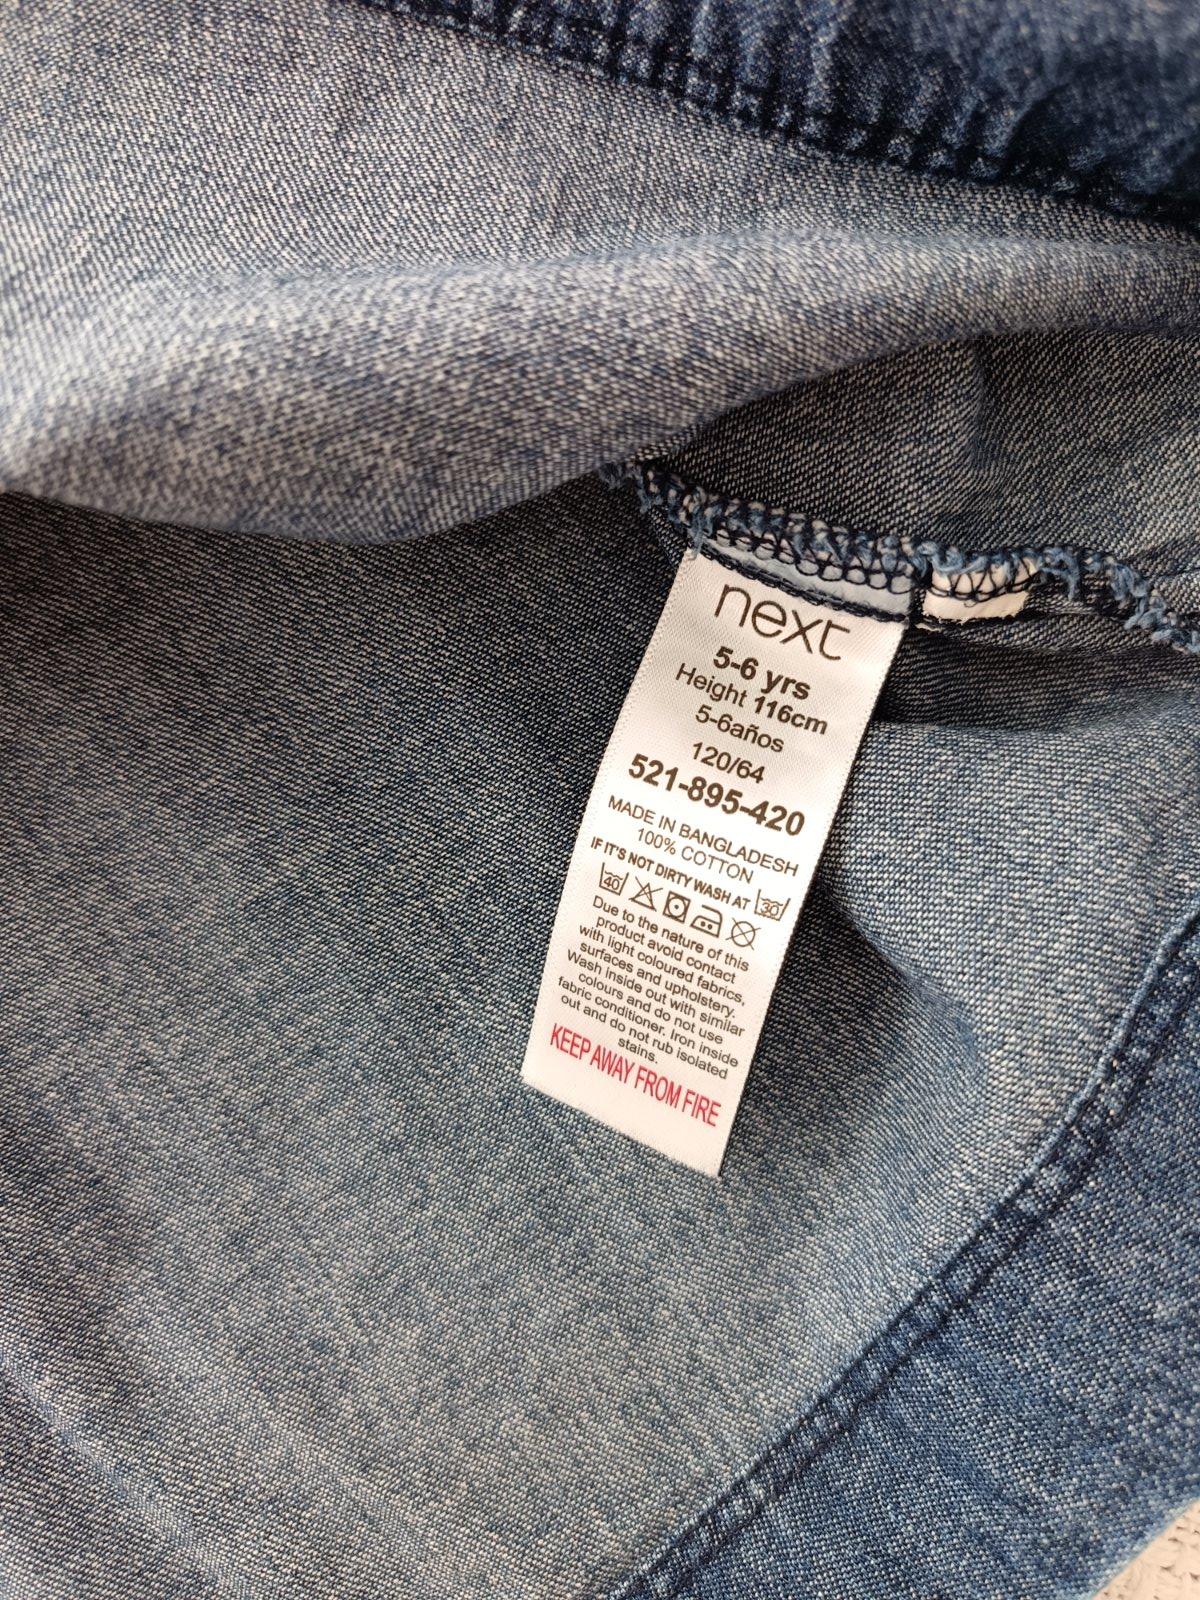 next
5-6 yrs
Height 116cm
5-6años
120/64
521-895-420
MADE IN BANGLADESH
100% COTTON
IF IT'S NOT DIRTY WASH AT 30
40
Due to the nature of this
product avoid contact
with light coloured fabrics,
surfaces and upholstery.
Wash inside out with similar
colours and do not use
fabric conditioner. Iron inside
out and do not rub isolated
stains.
KEEP AWAY FROM FIRE